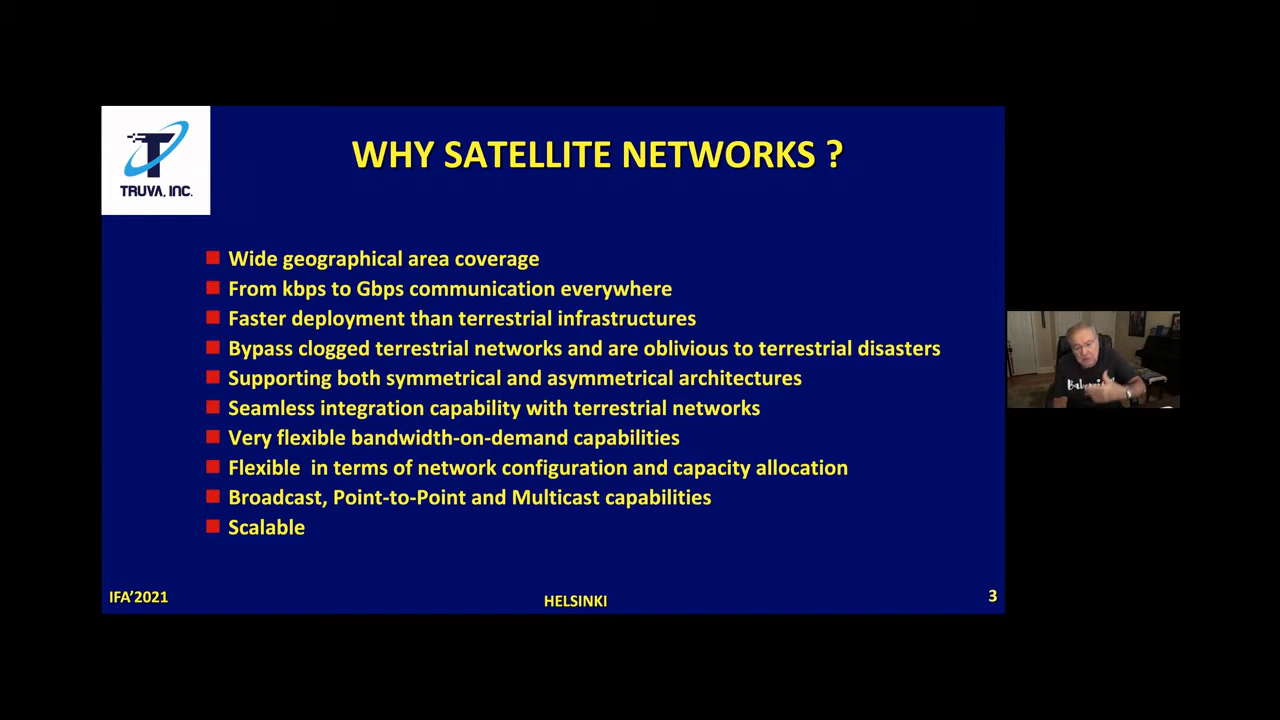 TRUVA, INC.
WHY SATELLITE NETWORKS ?
Wide geographical area coverage
From kbps to Gbps communication everywhere
Faster deployment than terrestrial infrastructures
Bypass clogged terrestrial networks and are oblivious to terrestrial disasters
Supporting both symmetrical and asymmetrical architectures
Seamless integration capability with terrestrial networks
Very flexible bandwidth-on-demand capabilities
Flexible in terms of network configuration and capacity allocation
Broadcast, Point-to-Point and Multicast capabilities
Scalable
IFA'2021
HELSINKI
3